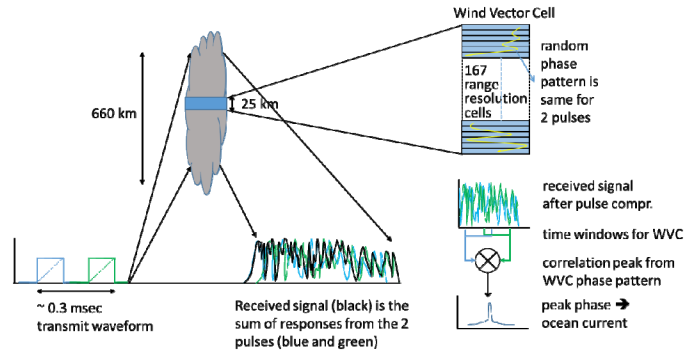 Wind Vector Cell
random
phase
pattern is
same for
2 pulses
167
range
resolution
cells
660 km
25 km
received signal
after pulse compr.
time windows for WVC
correlation peak from
WVC phase pattern
peak phase ➔
ocean current
~ 0.3 msec
transmit waveform
Received signal (black) is the
sum of responses from the 2
pulses (blue and green)